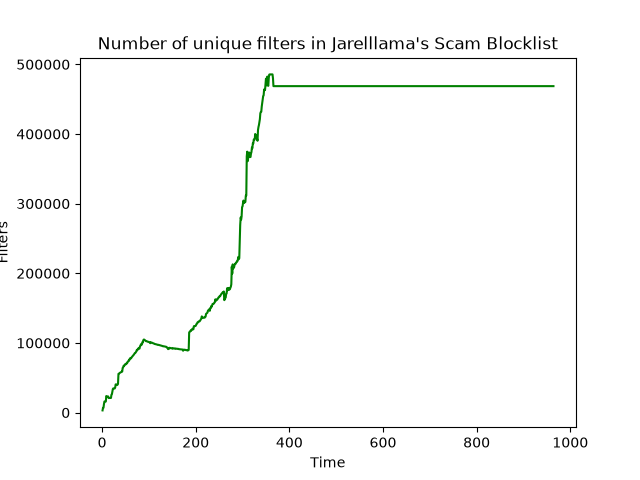 Number of unique filters in Jarelllama's Scam Blocklist
500000
400000
300000
200000
100000
0
Filters
0 200 400 600 800 1000
Time